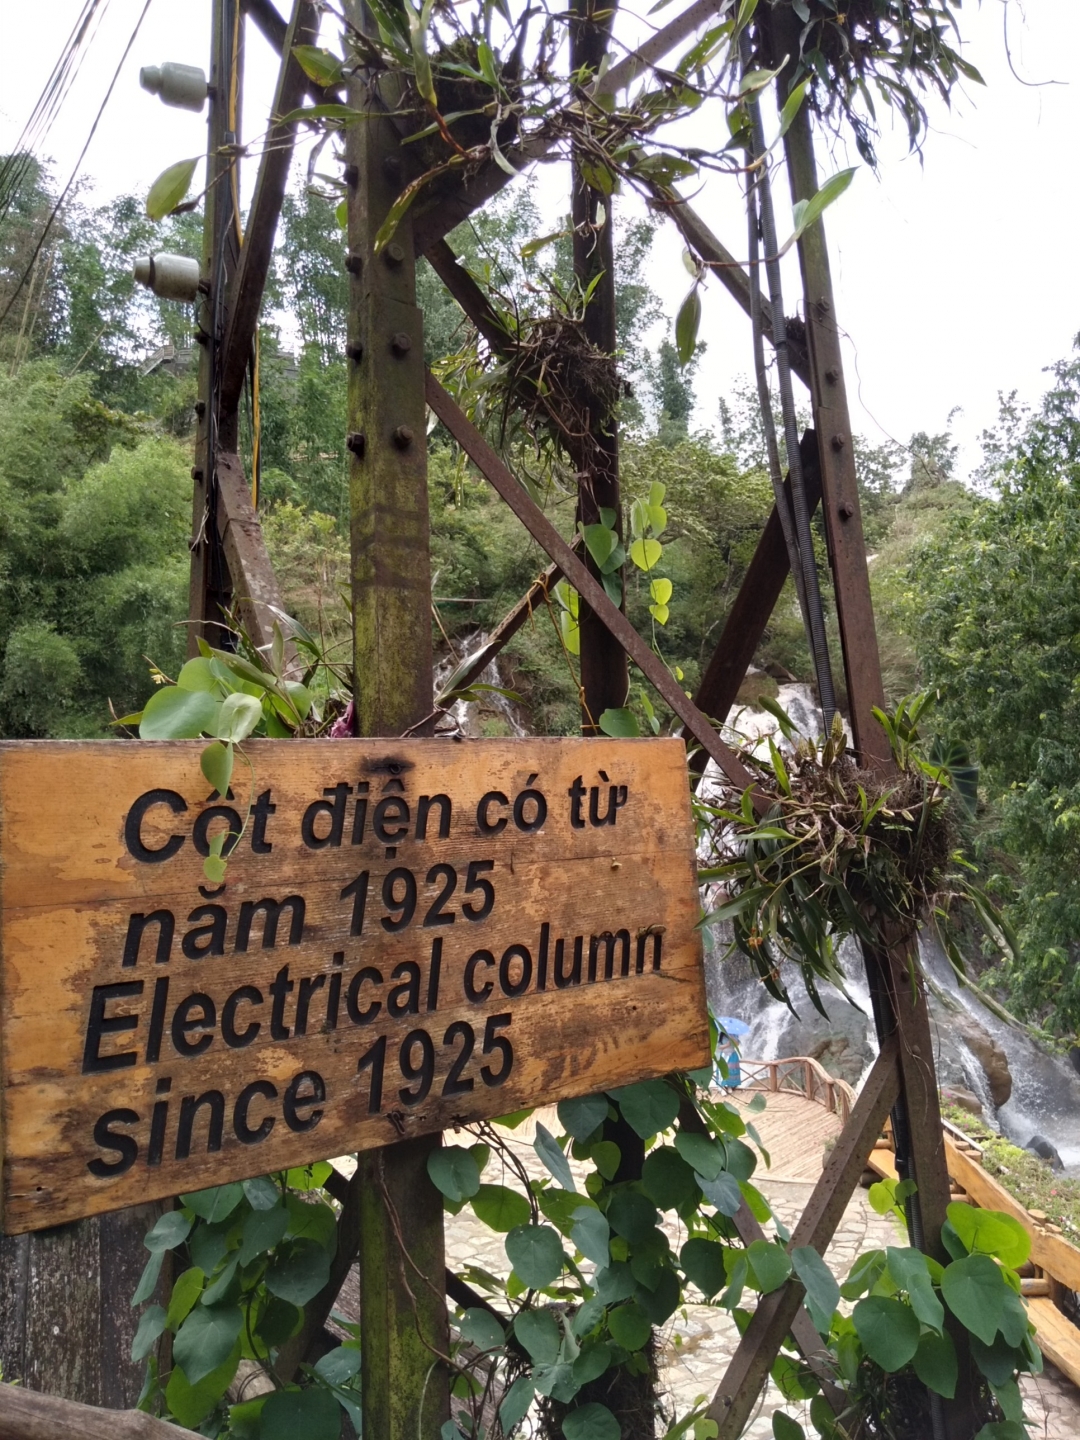 Cột điện có từ
năm 1925
Electrical column
since 1925